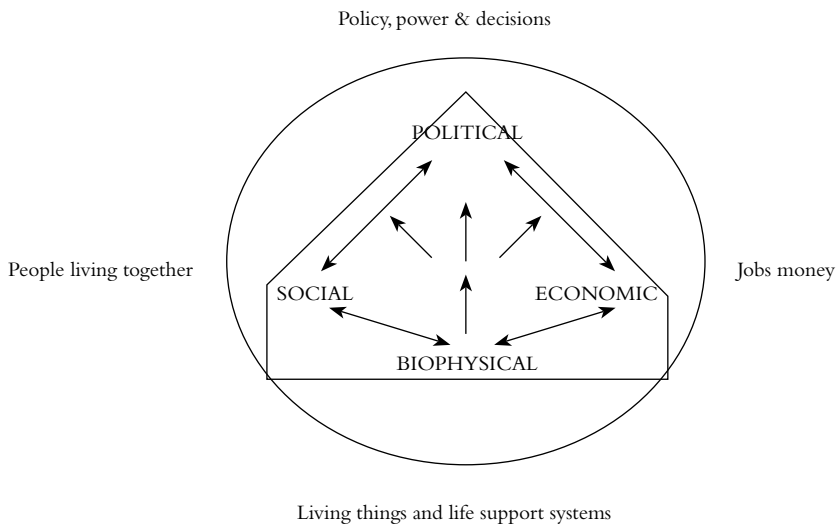 Policy, power & decisions
POLITICAL
People living together
Jobs money
SOCIAL
ECONOMIC
BIOPHYSICAL
Living things and life support systems